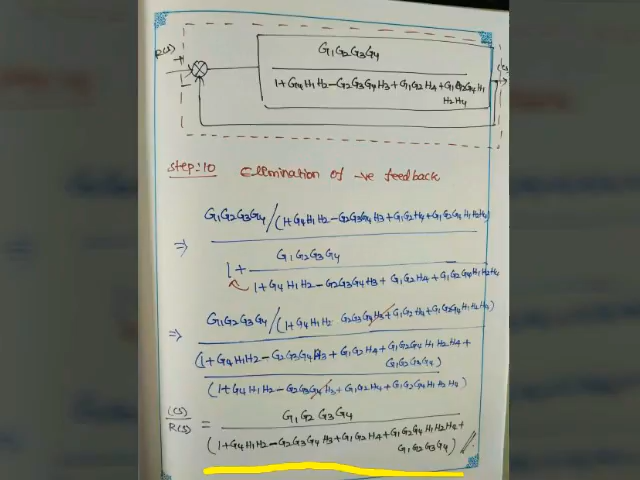 R(S)
+
G1G2G3G4
1+G4H1H2-G2G3G4H3+G1G2H4+G1G2G4H1
H2H4
C(S)
-
step:10 Elimination of -ve feedback
⇒ G1G2G3G4/(1+G4H1H2-G2G3G4H3+G1G2H4+G1G2G4H1H2H4)
1+ G1G2G3G4
1+G4H1H2-G2G3G4H3+G1G2H4+G1G2G4H1H2H4
⇒ G1G2G3G4/(1+G4H1H2-G2G3G4H3+G1G2H4+G1G2G4H1H2H4)
(1+G4H1H2-G2G3G4H3+G1G2H4+G1G2G4H1H2H4+
G1G2G3G4)
(1+G4H1H2-G2G3G4H3+G1G2H4+G1G2G4H1H2H4)
C(S)
R(S)
= G1G2G3G4
(1+G4H1H2-G2G3G4H3+G1G2H4+G1G2G4H1H2H4+
G1G2G3G4)